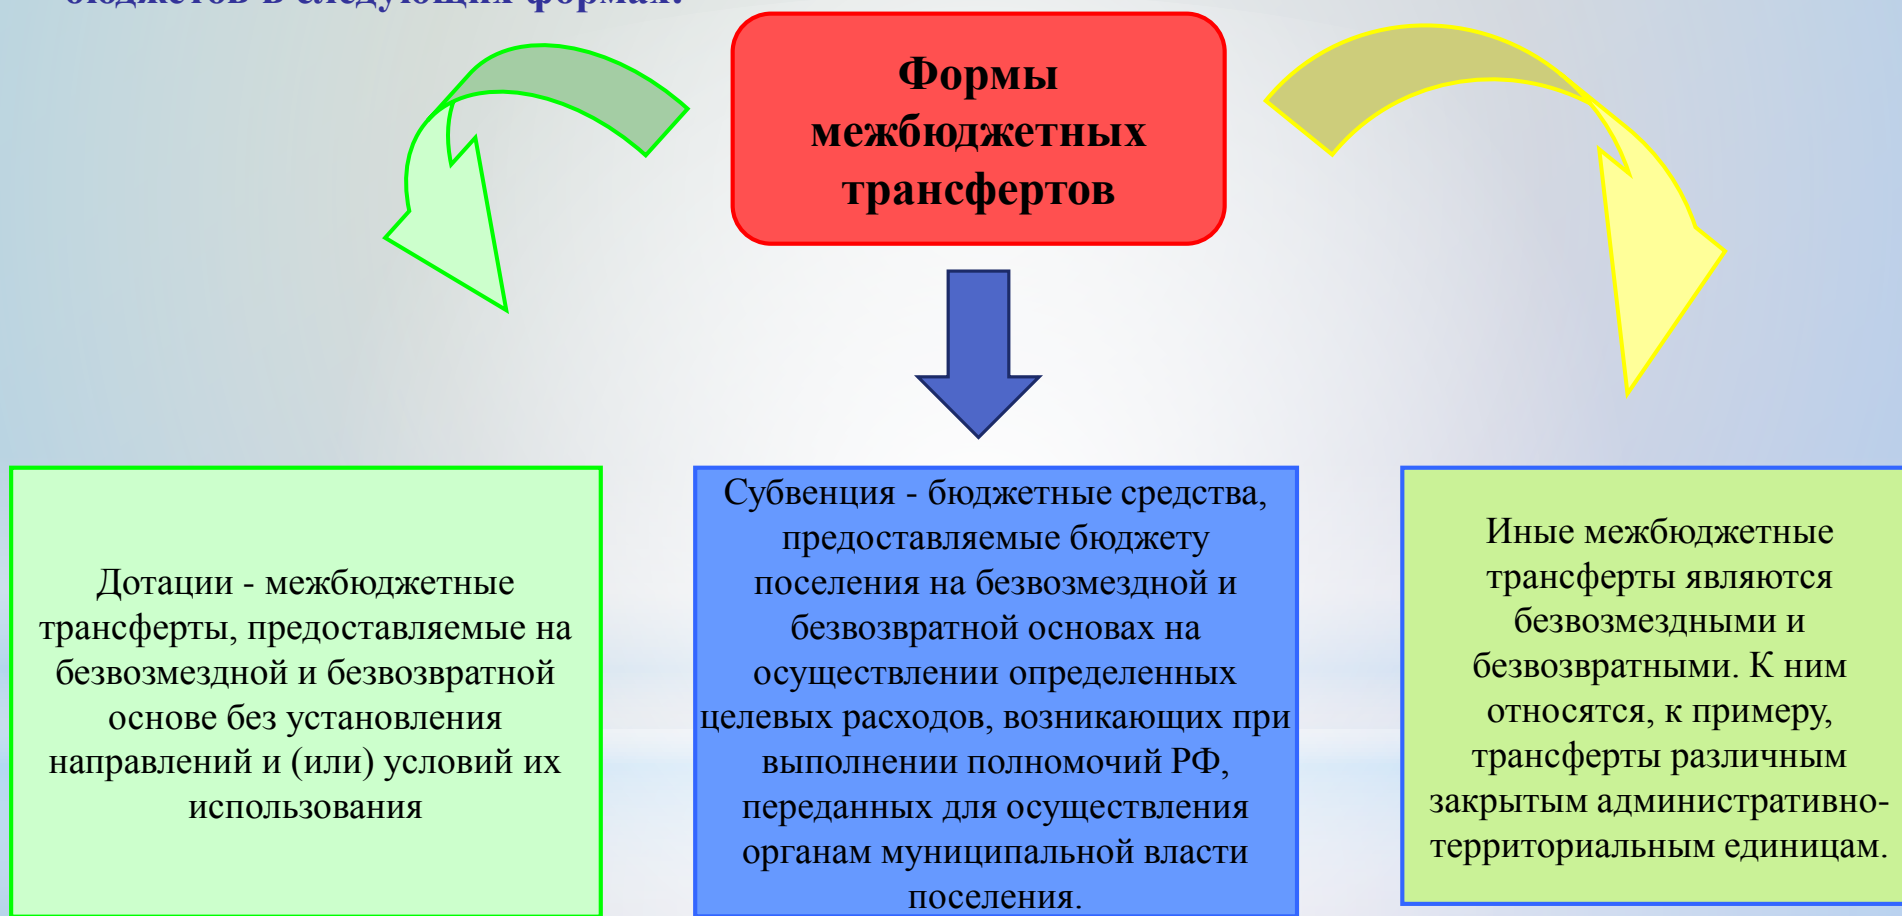 бюджетов в следующих формах:
Формы
межбюджетных
трансфертов
Дотации - межбюджетные
трансферты, предоставляемые на
безвозмездной и безвозвратной
основе без установления
направлений и (или) условий их
использования
Субвенция - бюджетные средства,
предоставляемые бюджету
поселения на безвозмездной и
безвозвратной основах на
осуществлении определенных
целевых расходов, возникающих при
выполнении полномочий РФ,
переданных для осуществления
органам муниципальной власти
поселения.
Иные межбюджетные
трансферты являются
безвозмездными и
безвозвратными. К ним
относятся, к примеру,
трансферты различным
закрытым административно-
территориальным единицам.